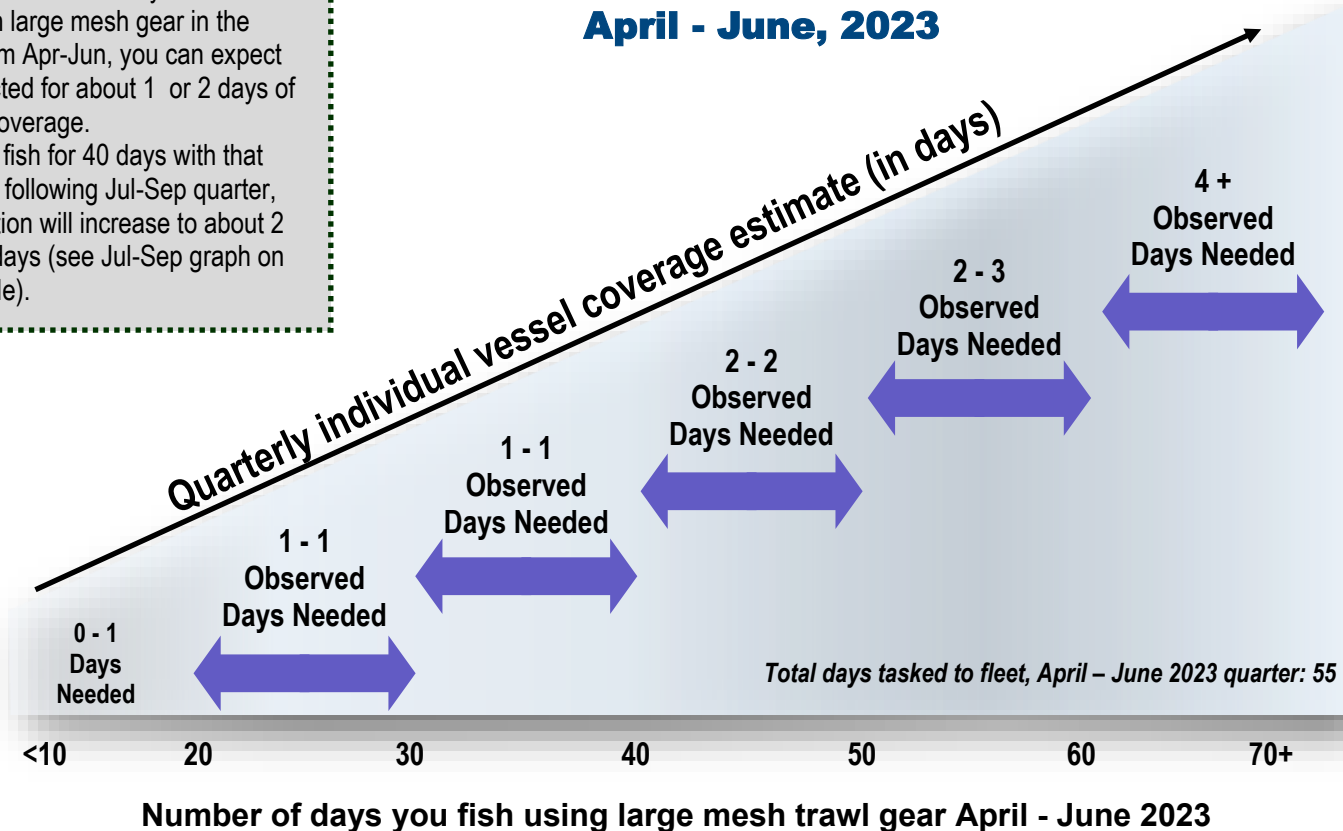 n large mesh gear in the
m Apr-Jun, you can expect
ted for about 1 or 2 days of
overage.
fish for 40 days with that
following Jul-Sep quarter,
tion will increase to about 2
lays (see Jul-Sep graph on
le).
April - June, 2023
Quarterly individual vessel coverage estimate (in days)
4 +
Observed
Days Needed
2 - 3
Observed
Days Needed
2 - 2
Observed
Days Needed
1 - 1
Observed
Days Needed
1 - 1
Observed
Days Needed
0 - 1
Days
Needed
Total days tasked to fleet, April – June 2023 quarter: 55
<10 20 30 40 50 60 70+
Number of days you fish using large mesh trawl gear April - June 2023